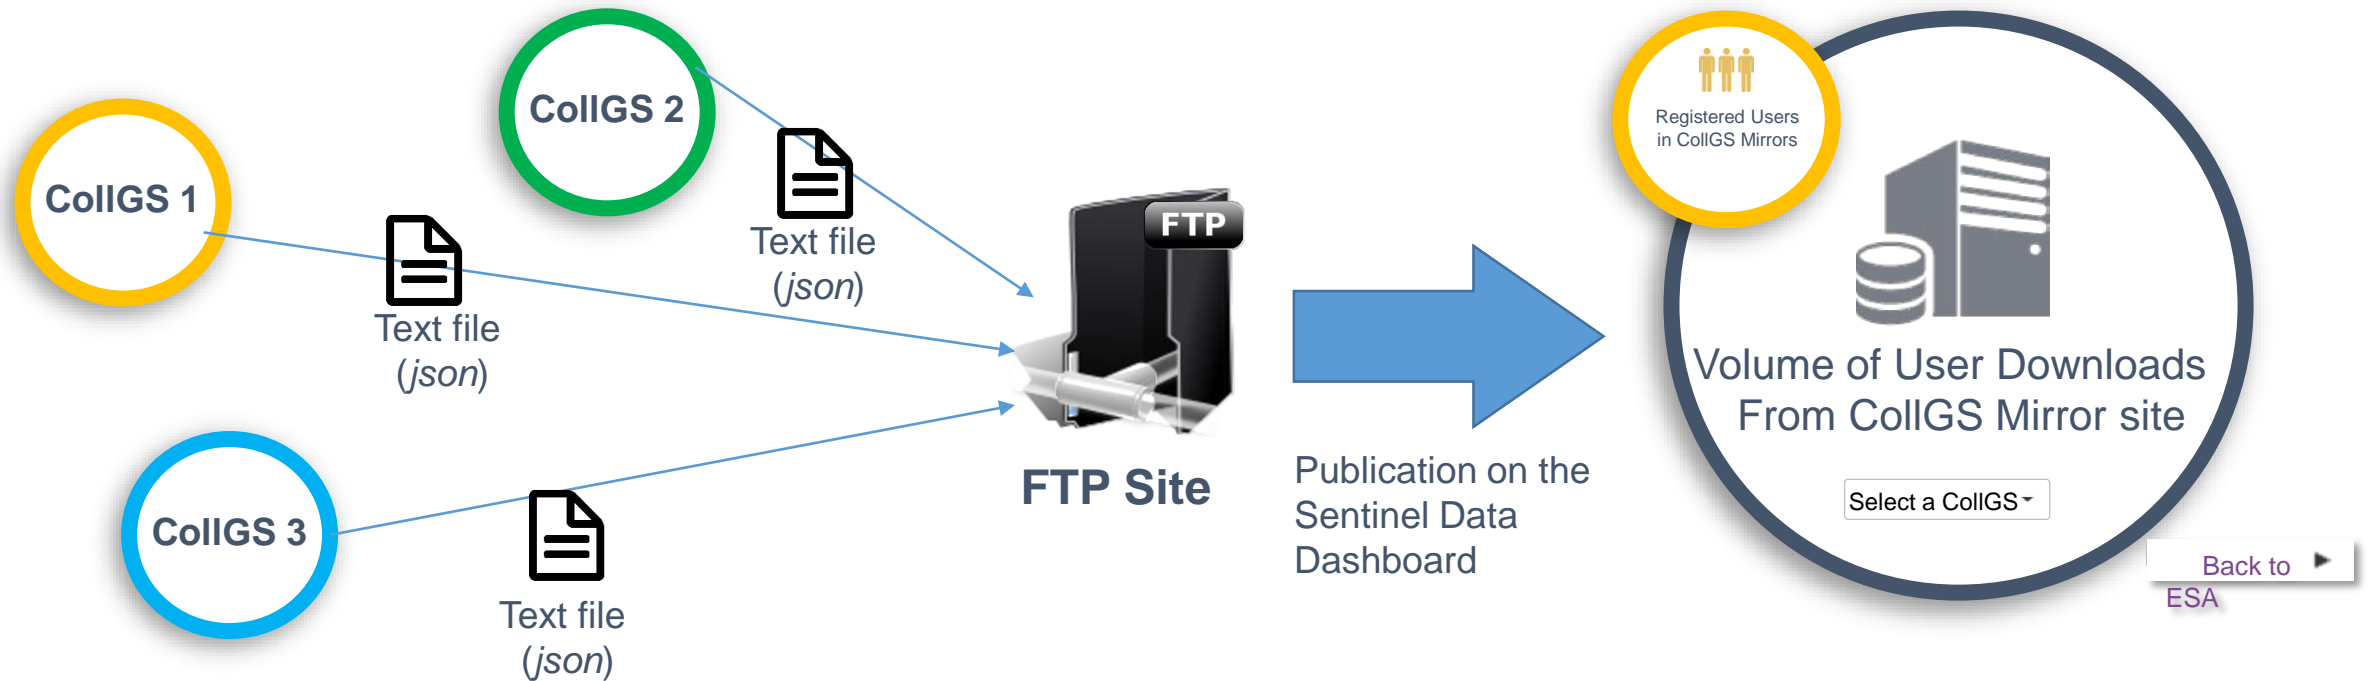 CollGS 1
Text file
(json)
CollGS 2
Text file
(json)
CollGS 3
Text file
(json)
FTP
FTP Site
Publication on the
Sentinel Data
Dashboard
Registered Users
in CollGS Mirrors
Volume of User Downloads
From CollGS Mirror site
Select a CollGS
Back to
ESA